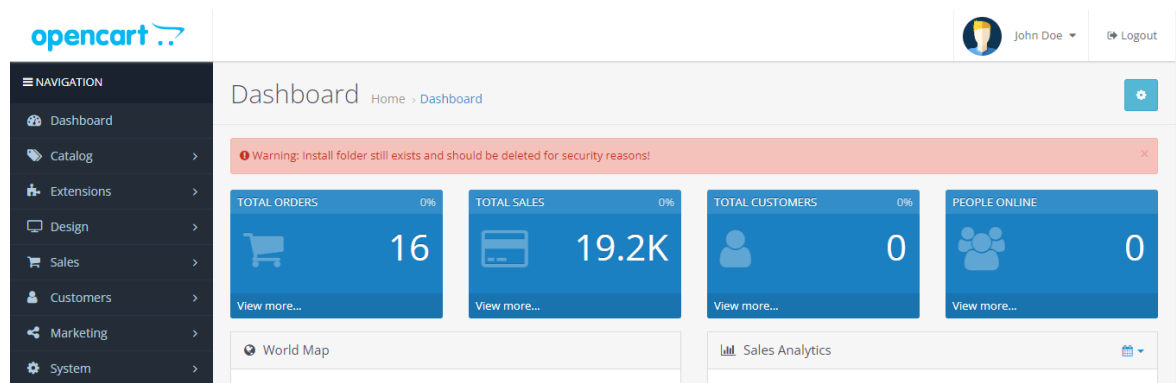 opencart
John Doe
Logout
NAVIGATION
Dashboard Home › Dashboard
Dashboard
Catalog
Warning: Install folder still exists and should be deleted for security reasons!
Extensions
Design
Sales
Customers
Marketing
System
TOTAL ORDERS 0%
16
View more...
TOTAL SALES 0%
19.2K
View more...
TOTAL CUSTOMERS 0%
0
View more...
PEOPLE ONLINE
0
View more...
World Map
Sales Analytics